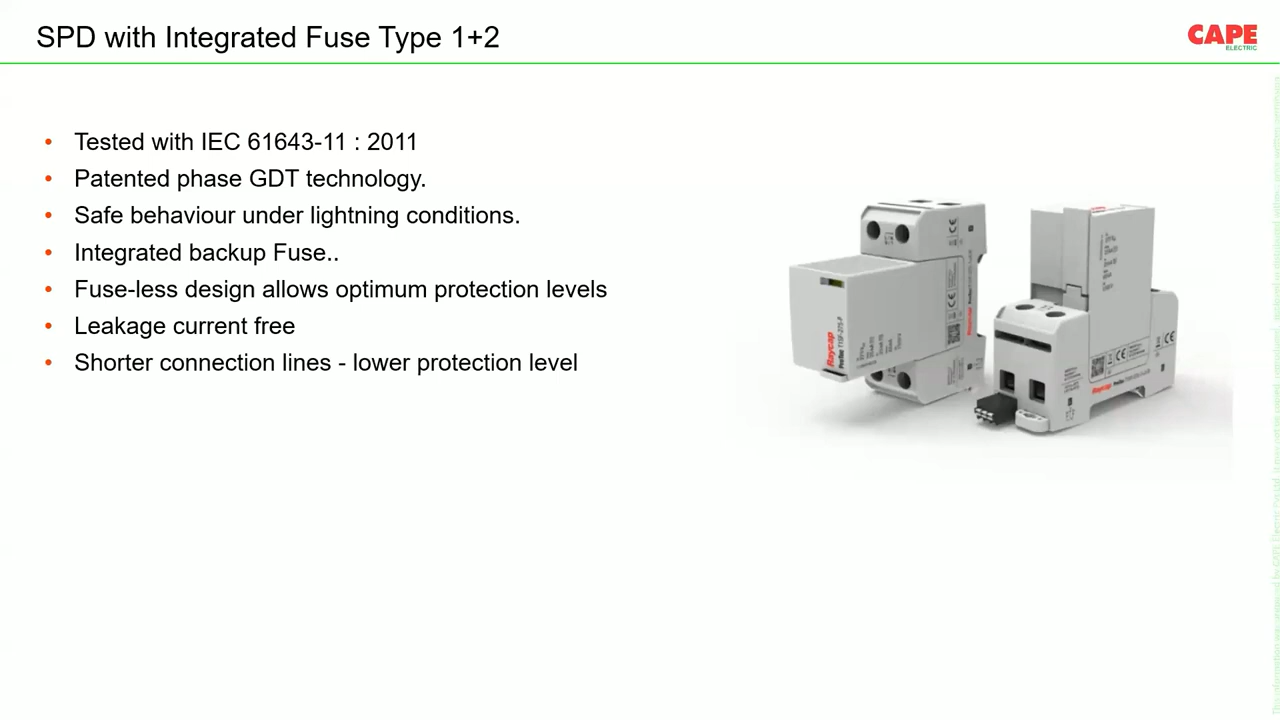 SPD with Integrated Fuse Type 1+2
CAPE
ELECTRIC
• Tested with IEC 61643-11 : 2011
• Patented phase GDT technology.
• Safe behaviour under lightning conditions.
• Integrated backup Fuse..
• Fuse-less design allows optimum protection levels
• Leakage current free
• Shorter connection lines - lower protection level
Raycap
Raycap